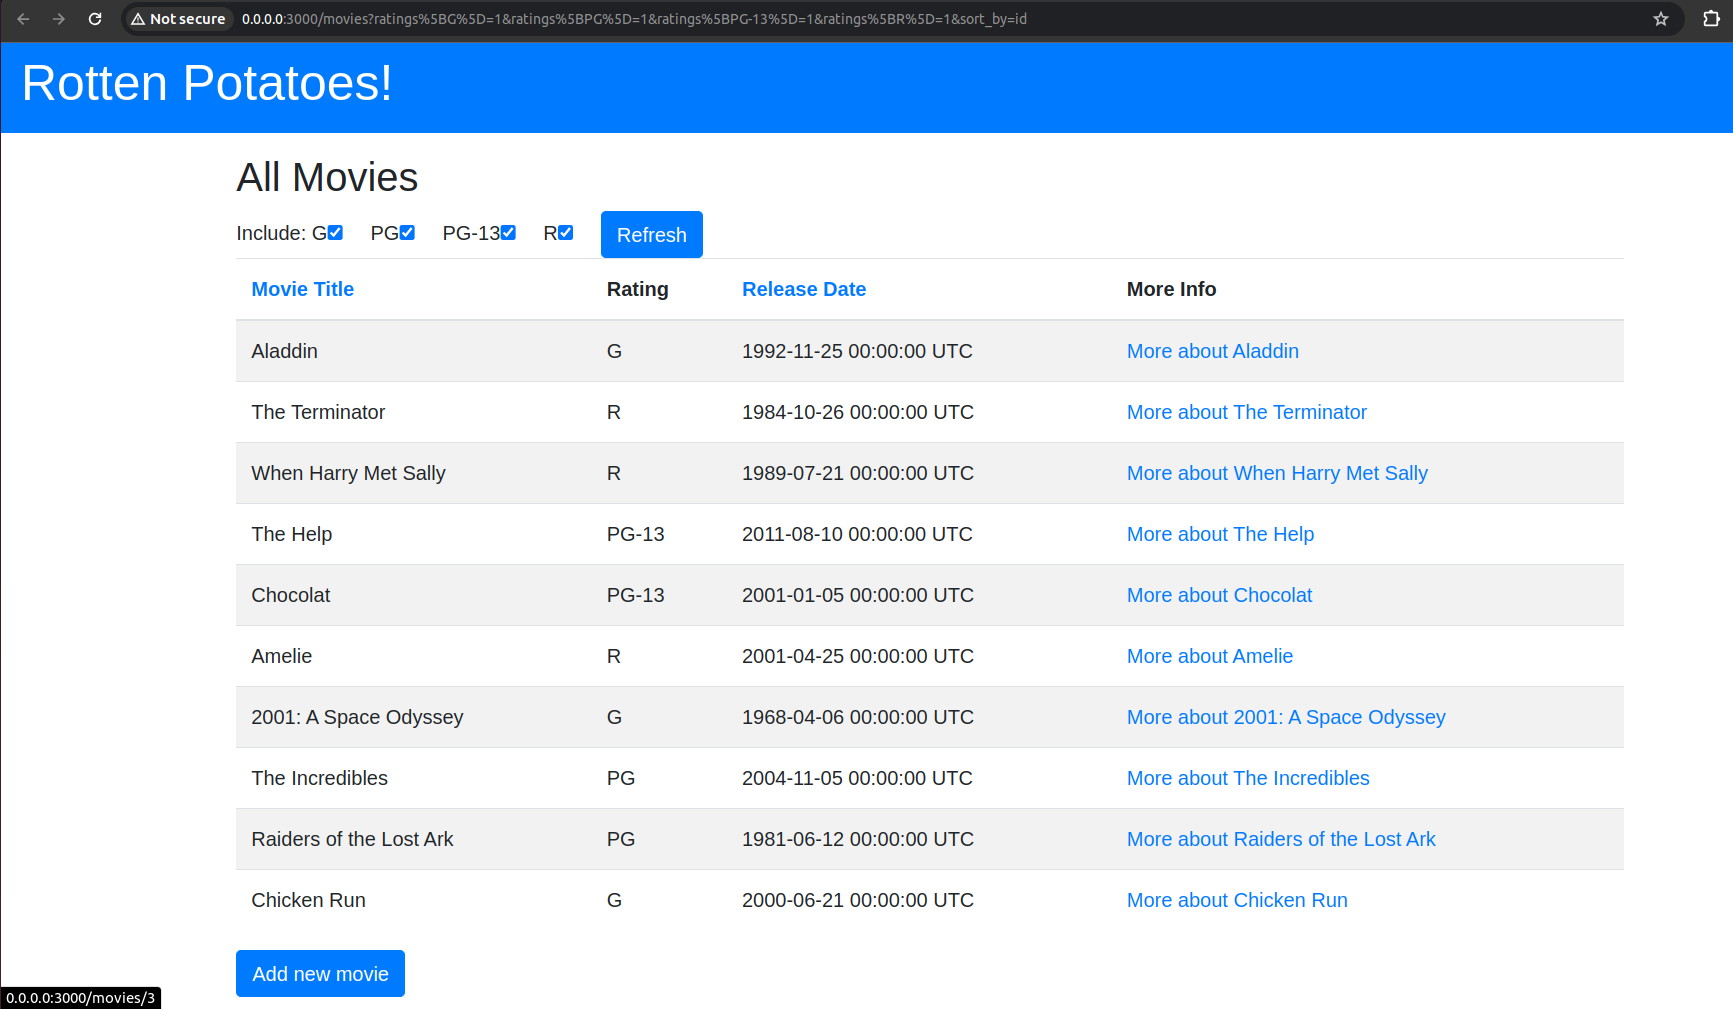 Not secure 0.0.0.0:3000/movies?ratings%5BG%5D=1&ratings%5BPG%5D=1&ratings%5BPG-13%5D=1&ratings%5BR%5D=1&sort_by=id
Rotten Potatoes!
All Movies
Include: G PG PG-13 R Refresh
Movie Title Rating Release Date More Info
Aladdin G 1992-11-25 00:00:00 UTC More about Aladdin
The Terminator R 1984-10-26 00:00:00 UTC More about The Terminator
When Harry Met Sally R 1989-07-21 00:00:00 UTC More about When Harry Met Sally
The Help PG-13 2011-08-10 00:00:00 UTC More about The Help
Chocolat PG-13 2001-01-05 00:00:00 UTC More about Chocolat
Amelie R 2001-04-25 00:00:00 UTC More about Amelie
2001: A Space Odyssey G 1968-04-06 00:00:00 UTC More about 2001: A Space Odyssey
The Incredibles PG 2004-11-05 00:00:00 UTC More about The Incredibles
Raiders of the Lost Ark PG 1981-06-12 00:00:00 UTC More about Raiders of the Lost Ark
Chicken Run G 2000-06-21 00:00:00 UTC More about Chicken Run
Add new movie
0.0.0.0:3000/movies/3